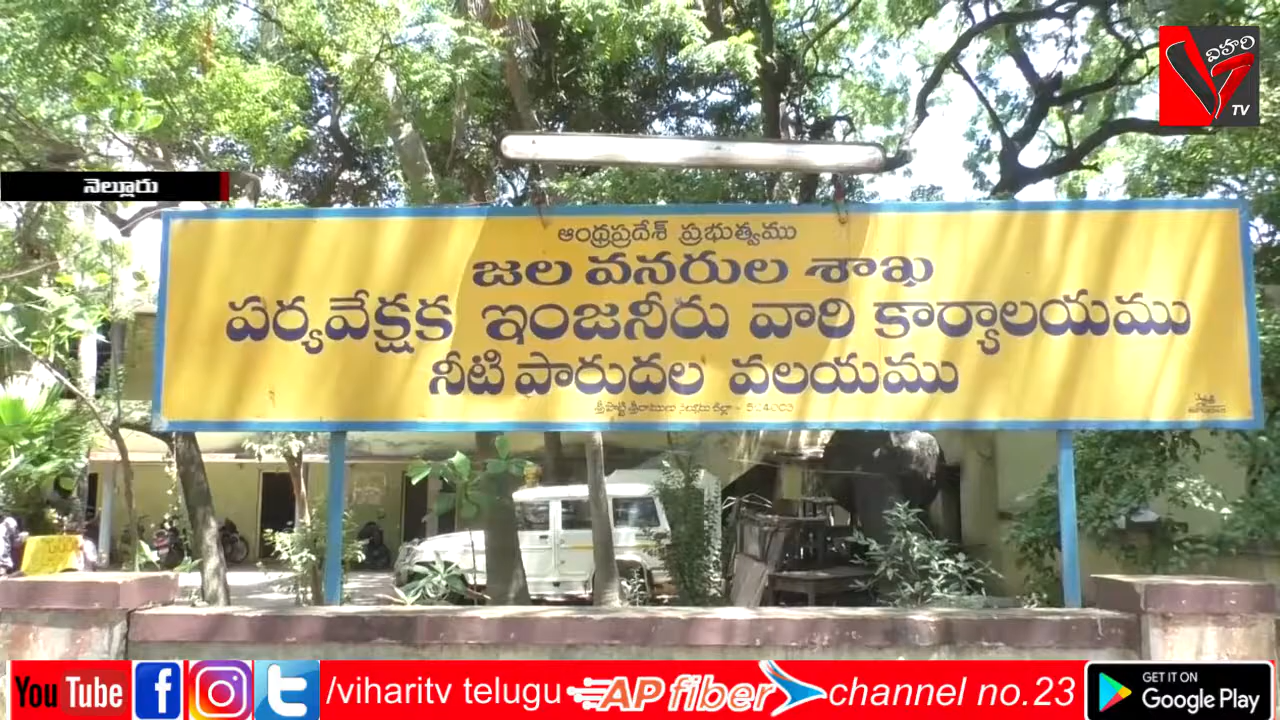 విహారి
TV
నెల్లూరు
ఆంధ్రప్రదేశ్ ప్రభుత్వము
జల వనరుల శాఖ
పర్యవేక్షక ఇంజనీరు వారి కార్యాలయము
నీటి పారుదల వలయము
శ్రీ పొట్టి శ్రీరాములు నెల్లూరు జిల్లా -
YouTube /viharitv telugu AP fiber channel no.23 GET IT ON Google Play